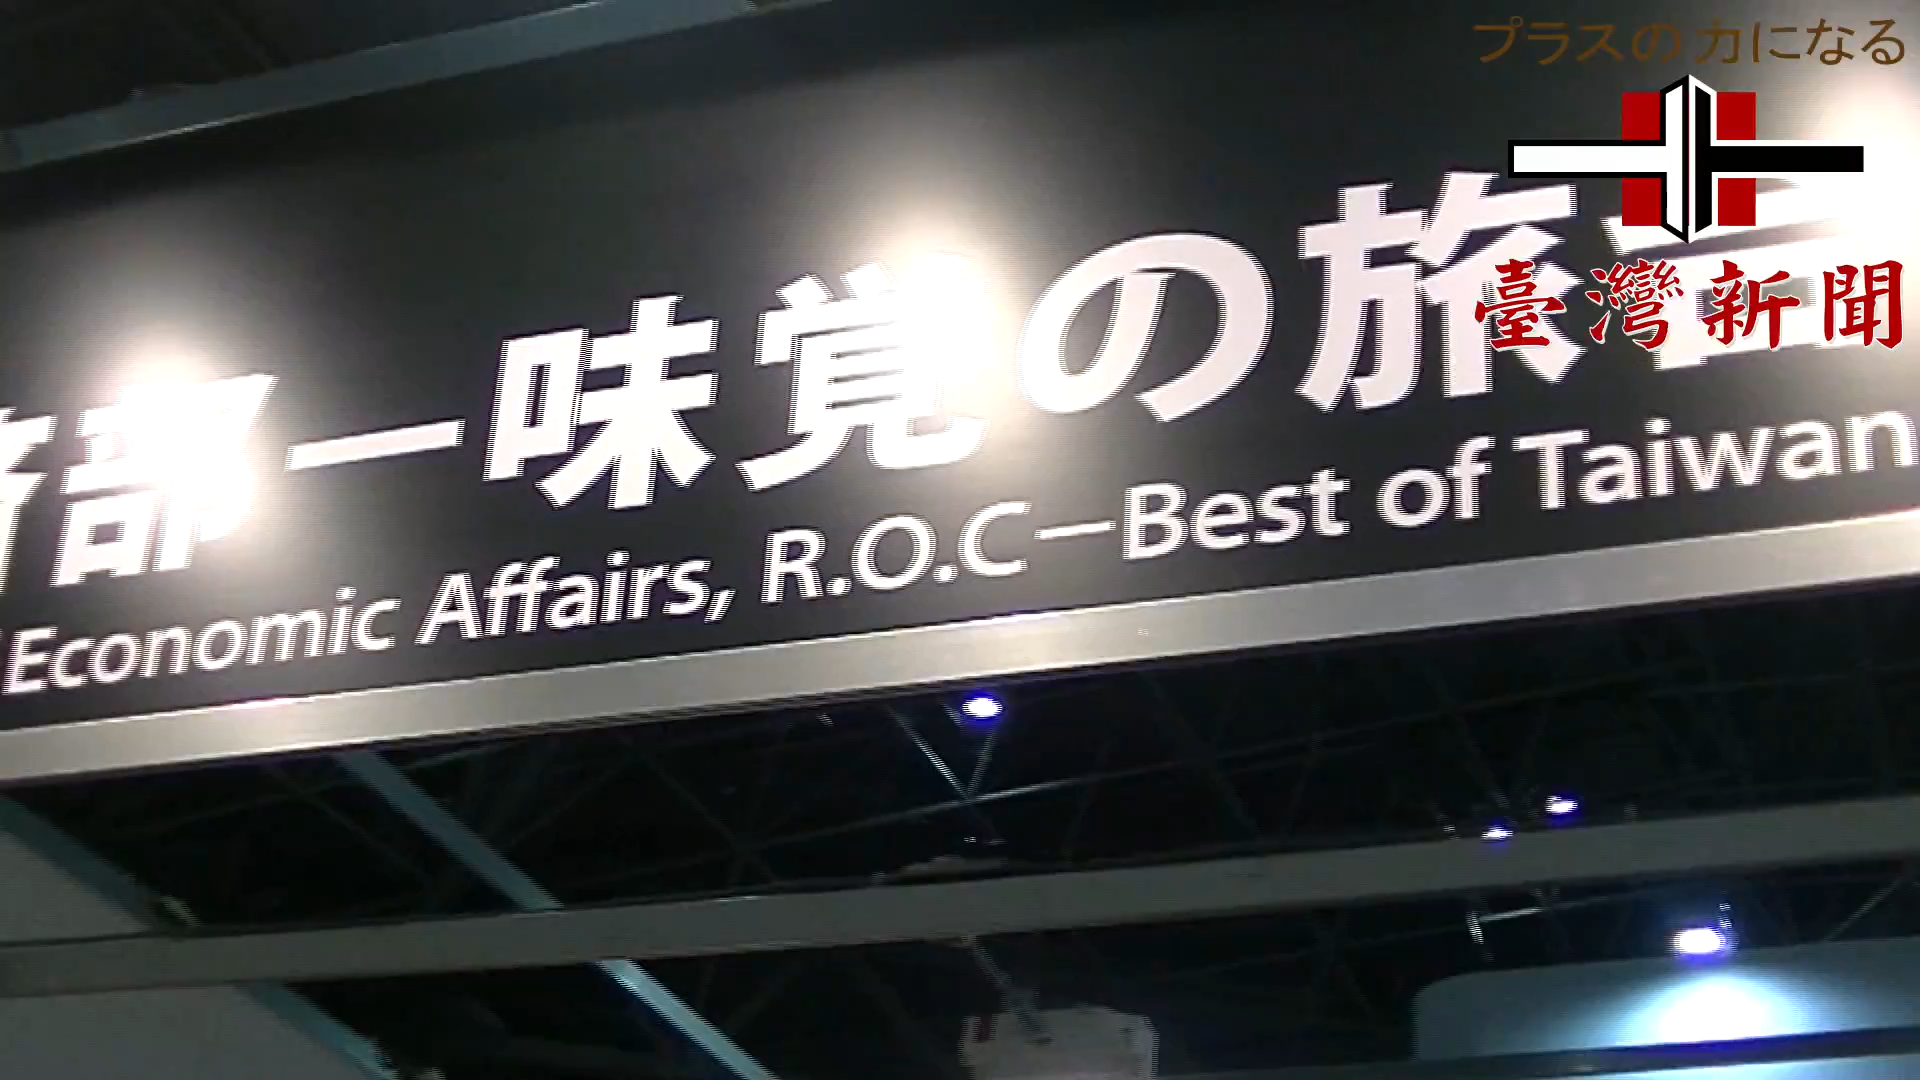 プラスの力になる
臺灣新聞
部ー味覚の旅
Economic Affairs, R.O.C－Best of Taiwan